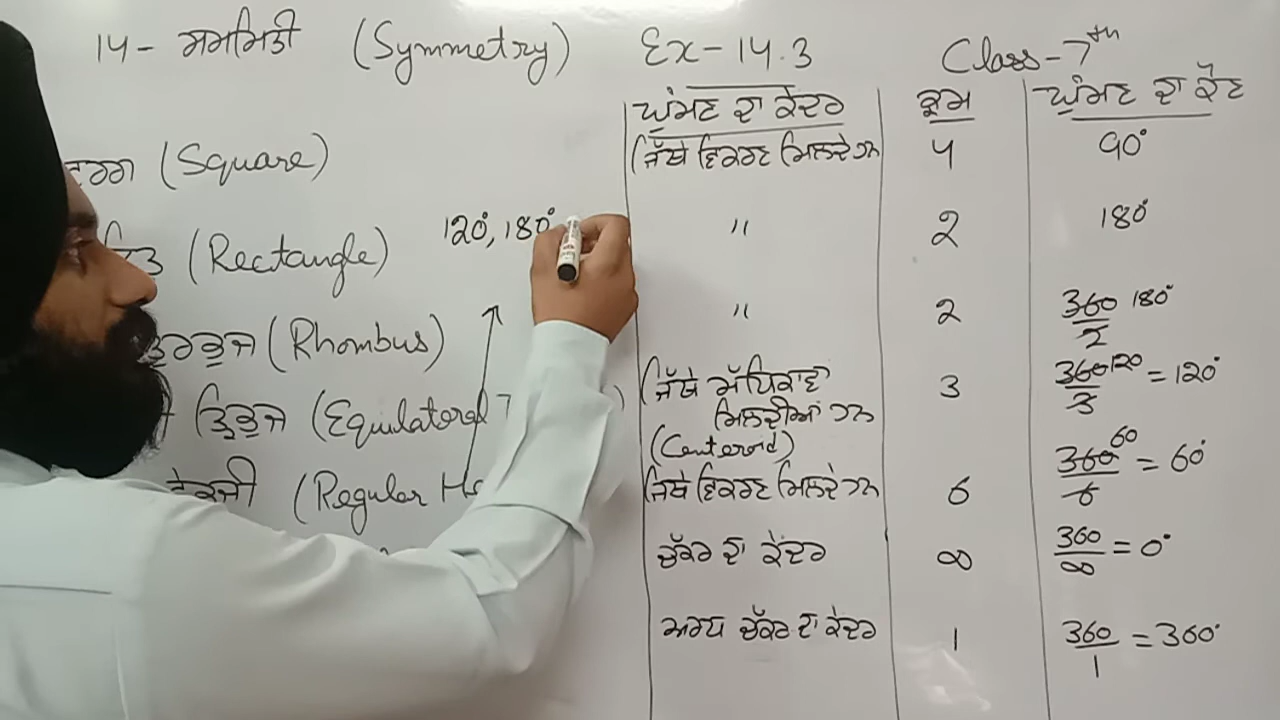 14- ਸਮਮਿਤੀ (Symmetry) Ex-14.3 Class-7th
ਘੁੰਮਣ ਦਾ ਕੇਂਦਰ ਕ੍ਰਮ ਘੁੰਮਣ ਦਾ ਕੋਣ
(Square) ਜਿੱਥੇ ਵਿਕਰਣ ਮਿਲਦੇ ਹਨ 4 90°
(Rectangle) 120°, 180° " 2 180°
(Rhombus) " 2 360/2 180°
ਤ੍ਰਿਭੁਜ (Equilateral ਜਿੱਥੇ ਮੱਧਿਕਾਵਾਂ 3 360/3 120 = 120°
ਮਿਲਦੀਆਂ ਹਨ
(Centeroid)
(Regular ਜਿਥੇ ਵਿਕਰਣ ਮਿਲਦੇ ਹਨ 6 360/6 60 = 60°
ਚੱਕਰ ਦਾ ਕੇਂਦਰ ∞ 360/∞ = 0°
ਅਰਧ ਚੱਕਰ ਦਾ ਕੇਂਦਰ 1 360/1 = 360°